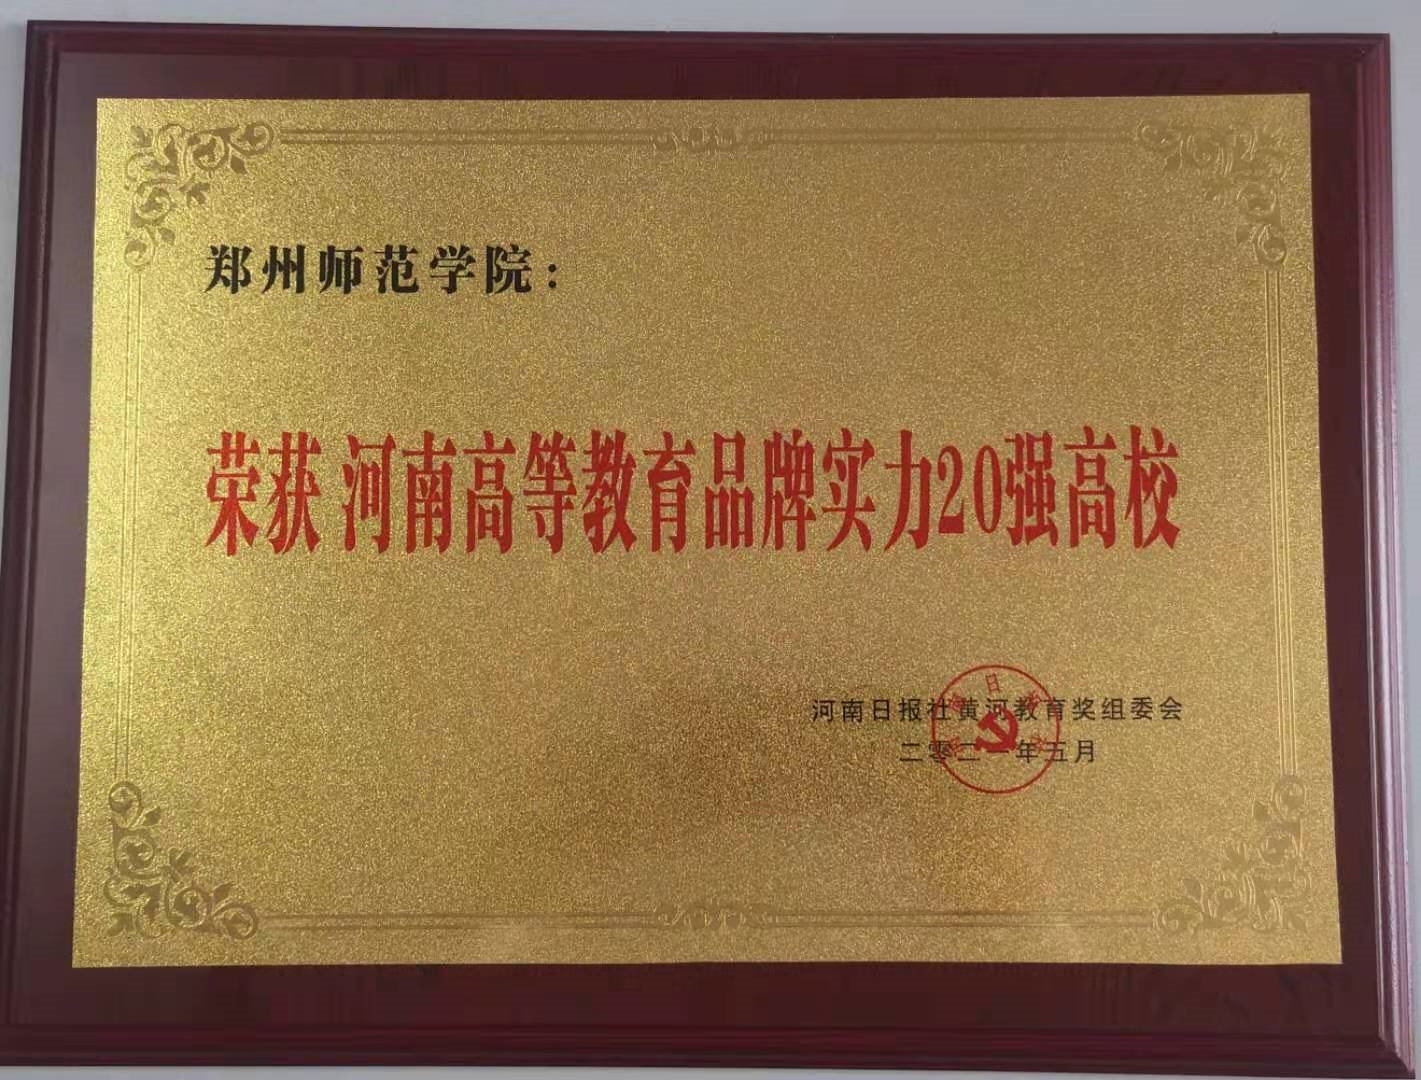 郑州师范学院：
荣获 河南高等教育品牌实力20强高校
河南日报社黄河教育奖组委会
二零二一年五月